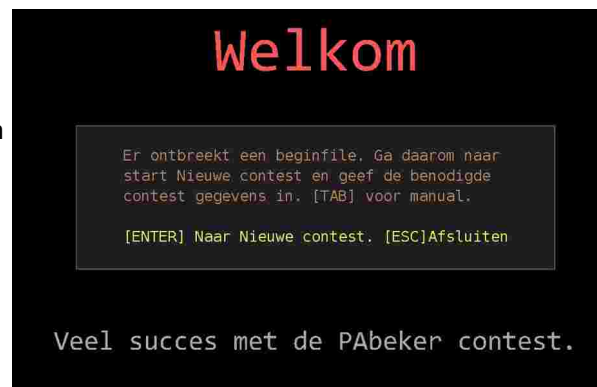 Welkom
Er ontbreekt een beginfile. Ga daarom naar
start Nieuwe contest en geef de benodigde
contest gegevens in. [TAB] voor manual.
[ENTER] Naar Nieuwe contest. [ESC]Afsluiten
Veel succes met de PAbeker contest.